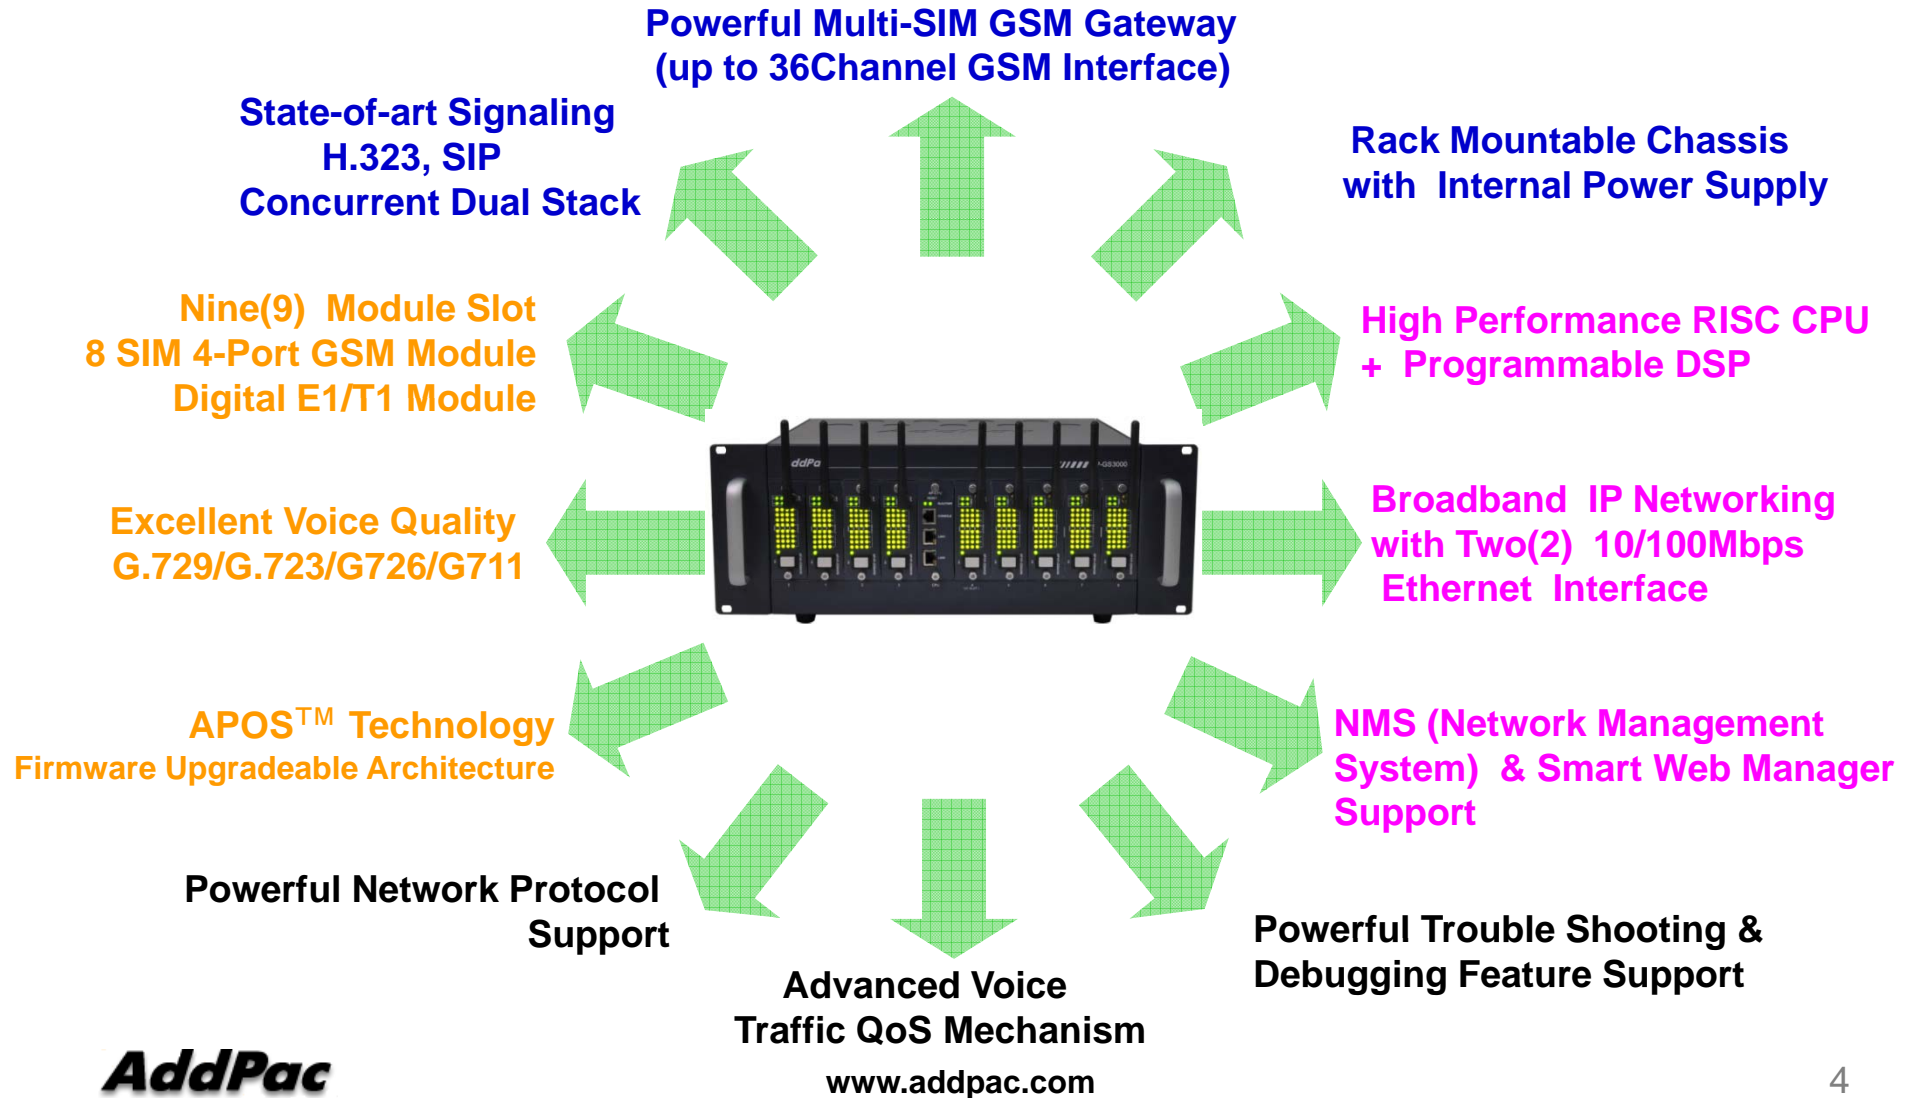 Powerful Multi-SIM GSM Gateway
(up to 36Channel GSM Interface)
State-of-art Signaling
H.323, SIP
Concurrent Dual Stack
Rack Mountable Chassis
with Internal Power Supply
Nine(9) Module Slot
8 SIM 4-Port GSM Module
Digital E1/T1 Module
High Performance RISC CPU
+ Programmable DSP
Excellent Voice Quality
G.729/G.723/G726/G711
Broadband IP Networking
with Two(2) 10/100Mbps
Ethernet Interface
APOS™ Technology
Firmware Upgradeable Architecture
NMS (Network Management
System) & Smart Web Manager
Support
Powerful Network Protocol
Support
Powerful Trouble Shooting &
Debugging Feature Support
Advanced Voice
Traffic QoS Mechanism
AddPac
www.addpac.com
4